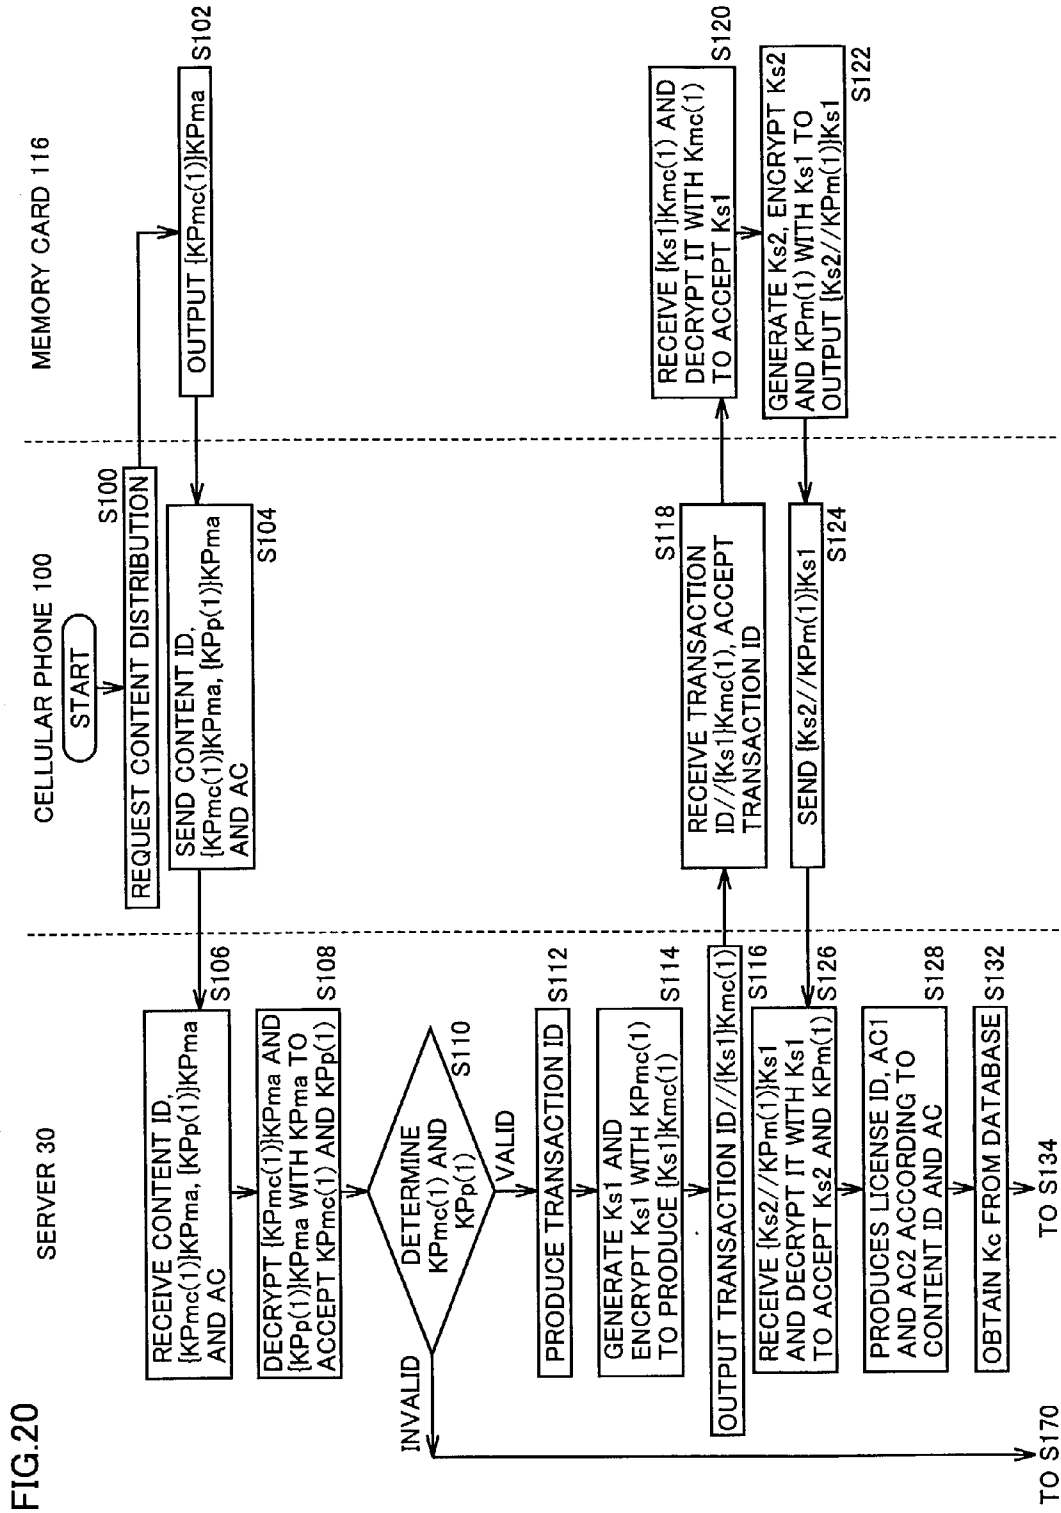 FIG.20
SERVER 30
CELLULAR PHONE 100
MEMORY CARD 116
START
S100
REQUEST CONTENT DISTRIBUTION
S102
OUTPUT {KPmc(1)}KPma
SEND CONTENT ID,
{KPmc(1)}KPma, {KPp(1)}KPma
AND AC
S104
RECEIVE CONTENT ID,
{KPmc(1)}KPma, {KPp(1)}KPma
AND AC
S106
DECRYPT {KPmc(1)}KPma AND
{KPp(1)}KPma WITH KPma TO
ACCEPT KPmc(1) AND KPp(1)
S108
DETERMINE
KPmc(1) AND
KPp(1)
S110
INVALID
VALID
PRODUCE TRANSACTION ID
S112
GENERATE Ks1 AND
ENCRYPT Ks1 WITH KPmc(1)
TO PRODUCE {Ks1}Kmc(1)
S114
OUTPUT TRANSACTION ID//{Ks1}Kmc(1)
S116
RECEIVE TRANSACTION
ID//{Ks1}Kmc(1), ACCEPT
TRANSACTION ID
S118
RECEIVE {Ks1}Kmc(1) AND
DECRYPT IT WITH Kmc(1)
TO ACCEPT Ks1
S120
GENERATE Ks2, ENCRYPT Ks2
AND KPm(1) WITH Ks1 TO
OUTPUT {Ks2//KPm(1)}Ks1
S122
SEND {Ks2//KPm(1)}Ks1
S124
RECEIVE {Ks2//KPm(1)}Ks1
AND DECRYPT IT WITH Ks1
TO ACCEPT Ks2 AND KPm(1)
S126
PRODUCES LICENSE ID, AC1
AND AC2 ACCORDING TO
CONTENT ID AND AC
S128
OBTAIN Kc FROM DATABASE
S132
TO S170
TO S134